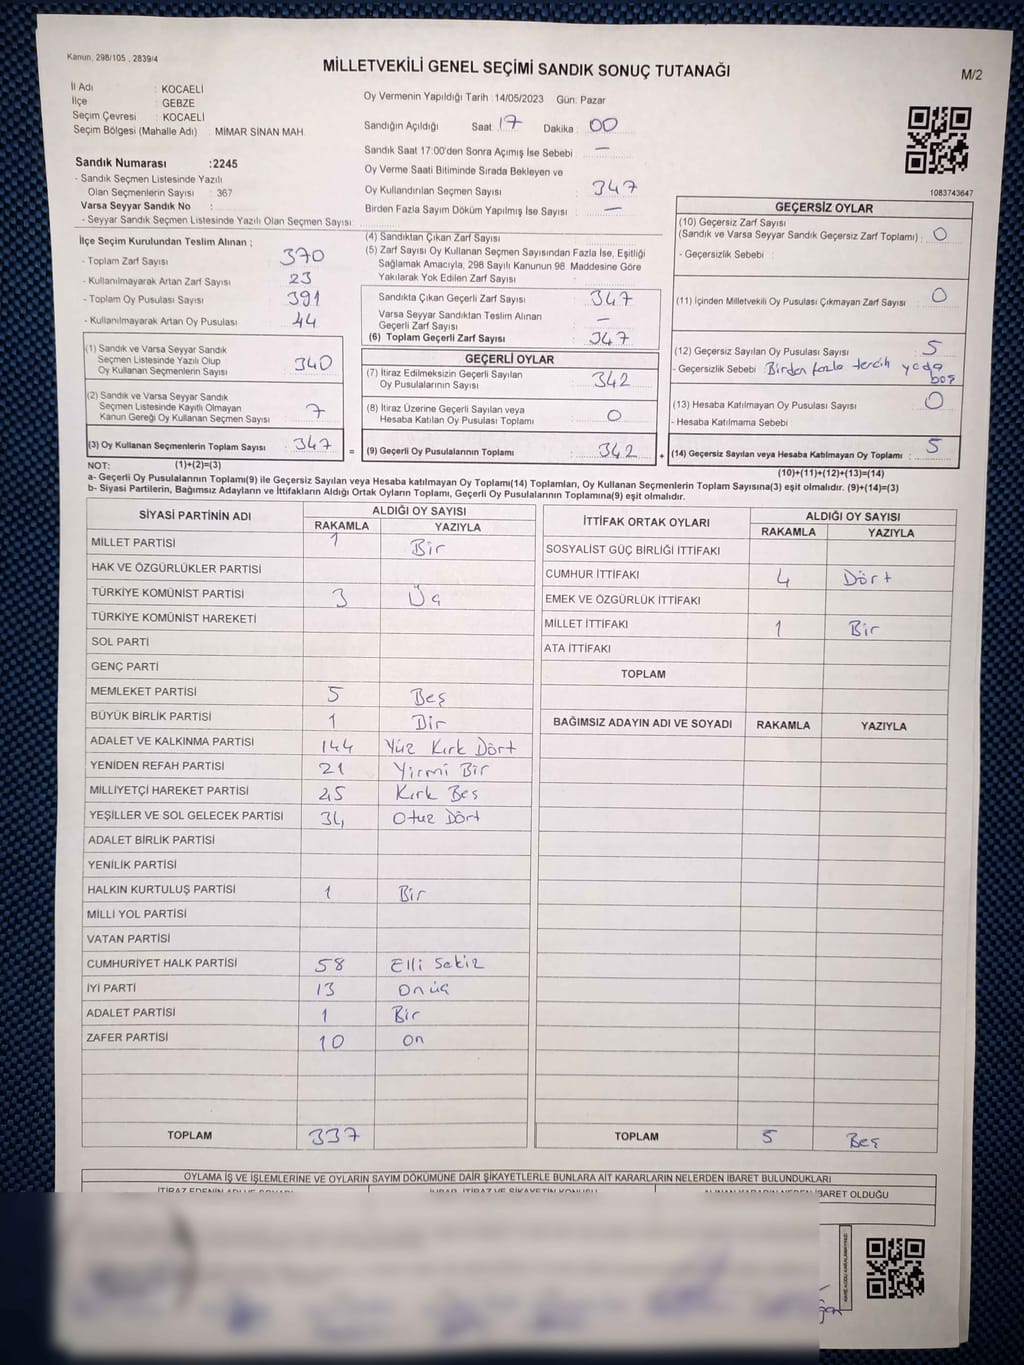 Kanun, 298/105 , 2839/4
MİLLETVEKİLİ GENEL SEÇİMİ SANDIK SONUÇ TUTANAĞI
M/2
İl Adı : KOCAELİ
İlçe : GEBZE
Seçim Çevresi : KOCAELİ
Seçim Bölgesi (Mahalle Adı) : MİMAR SİNAN MAH.
Sandık Numarası :2245
- Sandık Seçmen Listesinde Yazılı
Olan Seçmenlerin Sayısı : 367
Varsa Seyyar Sandık No :
- Seyyar Sandık Seçmen Listesinde Yazılı Olan Seçmen Sayısı :
Oy Vermenin Yapıldığı Tarih :14/05/2023 Gün: Pazar
Sandığın Açıldığı Saat: 17 Dakika : 00
Sandık Saat 17:00'den Sonra Açımış İse Sebebi : —
Oy Verme Saati Bitiminde Sırada Bekleyen ve
Oy Kullandırılan Seçmen Sayısı : 347
Birden Fazla Sayım Döküm Yapılmış İse Sayısı : —
1083743647
İlçe Seçim Kurulundan Teslim Alınan ;
- Toplam Zarf Sayısı : 370
- Kullanılmayarak Artan Zarf Sayısı : 23
- Toplam Oy Pusulası Sayısı : 391
- Kullanılmayarak Artan Oy Pusulası : 44
(1) Sandık ve Varsa Seyyar Sandık
Seçmen Listesinde Yazılı Olup
Oy Kullanan Seçmenlerin Sayısı : 340
(2) Sandık ve Varsa Seyyar Sandık
Seçmen Listesinde Kayıtlı Olmayan
Kanun Gereği Oy Kullanan Seçmen Sayısı : 7
(3) Oy Kullanan Seçmenlerin Toplam Sayısı : 347
(4) Sandıktan Çıkan Zarf Sayısı :
(5) Zarf Sayısı Oy Kullanan Seçmen Sayısından Fazla İse, Eşitliği
Sağlamak Amacıyla, 298 Sayılı Kanunun 98. Maddesine Göre
Yakılarak Yok Edilen Zarf Sayısı :
Sandıkta Çıkan Geçerli Zarf Sayısı : 347
Varsa Seyyar Sandıktan Teslim Alınan
Geçerli Zarf Sayısı : —
(6) Toplam Geçerli Zarf Sayısı : 347
GEÇERLİ OYLAR
(7) İtiraz Edilmeksizin Geçerli Sayılan
Oy Pusulalarının Sayısı : 342
(8) İtiraz Üzerine Geçerli Sayılan veya
Hesaba Katılan Oy Pusulası Toplamı : 0
= (9) Geçerli Oy Pusulalarının Toplamı : 342 +
GEÇERSİZ OYLAR
(10) Geçersiz Zarf Sayısı
(Sandık ve Varsa Seyyar Sandık Geçersiz Zarf Toplamı) : 0
- Geçersizlik Sebebi :
(11) İçinden Milletvekili Oy Pusulası Çıkmayan Zarf Sayısı : 0
(12) Geçersiz Sayılan Oy Pusulası Sayısı : 5
- Geçersizlik Sebebi Birden fazla tercih yada
boş
(13) Hesaba Katılmayan Oy Pusulası Sayısı : 0
- Hesaba Katılmama Sebebi
(14) Geçersiz Sayılan veya Hesaba Katılmayan Oy Toplamı : 5
NOT: (1)+(2)=(3)
(10)+(11)+(12)+(13)=(14)
a- Geçerli Oy Pusulalarının Toplamı(9) ile Geçersiz Sayılan veya Hesaba katılmayan Oy Toplamı(14) Toplamları, Oy Kullanan Seçmenlerin Toplam Sayısına(3) eşit olmalıdır. (9)+(14)=(3)
b- Siyasi Partilerin, Bağımsız Adayların ve İttifakların Aldığı Ortak Oyların Toplamı, Geçerli Oy Pusulalarının Toplamına(9) eşit olmalıdır.
SİYASİ PARTİNİN ADI ALDIĞI OY SAYISI
RAKAMLA YAZIYLA
MİLLET PARTİSİ 1 Bir
HAK VE ÖZGÜRLÜKLER PARTİSİ
TÜRKİYE KOMÜNİST PARTİSİ 3 Üç
TÜRKİYE KOMÜNİST HAREKETİ
SOL PARTİ
GENÇ PARTİ
MEMLEKET PARTİSİ 5 Beş
BÜYÜK BİRLİK PARTİSİ 1 Bir
ADALET VE KALKINMA PARTİSİ 144 Yüz Kırk Dört
YENİDEN REFAH PARTİSİ 21 Yirmi Bir
MİLLİYETÇİ HAREKET PARTİSİ 45 Kırk Beş
YEŞİLLER VE SOL GELECEK PARTİSİ 34 Otuz Dört
ADALET BİRLİK PARTİSİ
YENİLİK PARTİSİ
HALKIN KURTULUŞ PARTİSİ 1 Bir
MİLLİ YOL PARTİSİ
VATAN PARTİSİ
CUMHURİYET HALK PARTİSİ 58 Elli Sekiz
İYİ PARTİ 13 Onüç
ADALET PARTİSİ 1 Bir
ZAFER PARTİSİ 10 On
TOPLAM 337
İTTİFAK ORTAK OYLARI ALDIĞI OY SAYISI
RAKAMLA YAZIYLA
SOSYALİST GÜÇ BİRLİĞİ İTTİFAKI
CUMHUR İTTİFAKI 4 Dört
EMEK VE ÖZGÜRLÜK İTTİFAKI
MİLLET İTTİFAKI 1 Bir
ATA İTTİFAKI
TOPLAM
BAĞIMSIZ ADAYIN ADI VE SOYADI RAKAMLA YAZIYLA
TOPLAM 5 Beş
OYLAMA İŞ VE İŞLEMLERİNE VE OYLARIN SAYIM DÖKÜMÜNE DAİR ŞİKAYETLERLE BUNLARA AİT KARARLARIN NELERDEN İBARET BULUNDUKLARI